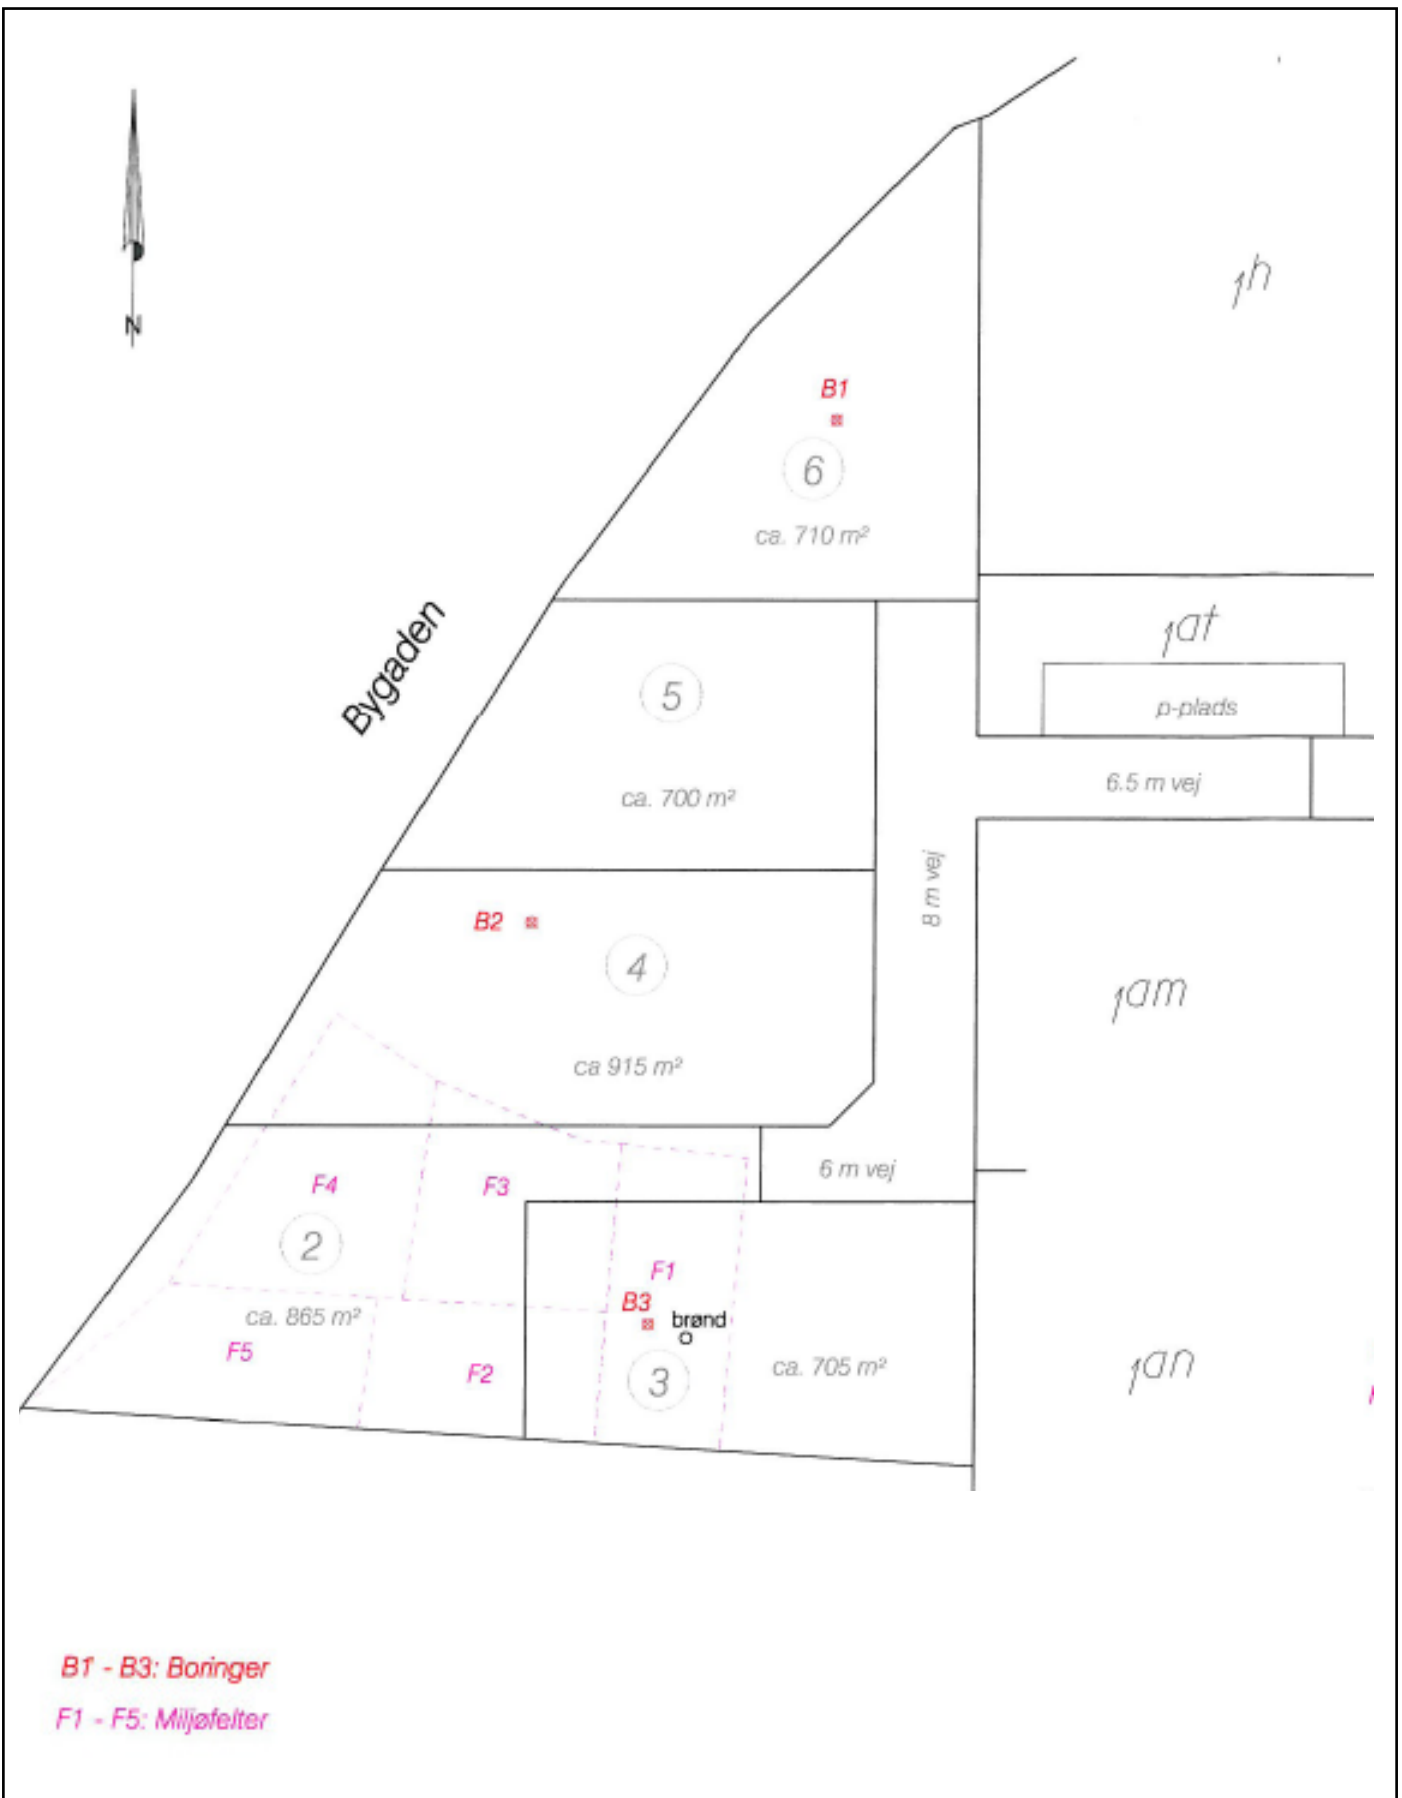 N
1h
B1
6
ca. 710 m²
Bygaden
1at
5
p-plads
ca. 700 m²
6.5 m vej
8 m vej
B2
4
1am
ca 915 m²
6 m vej
F4
F3
2
F1
B3
brønd
ca. 865 m²
F5
F2
3
ca. 705 m²
1an
B1 - B3: Boringer
F1 - F5: Miljøfelter